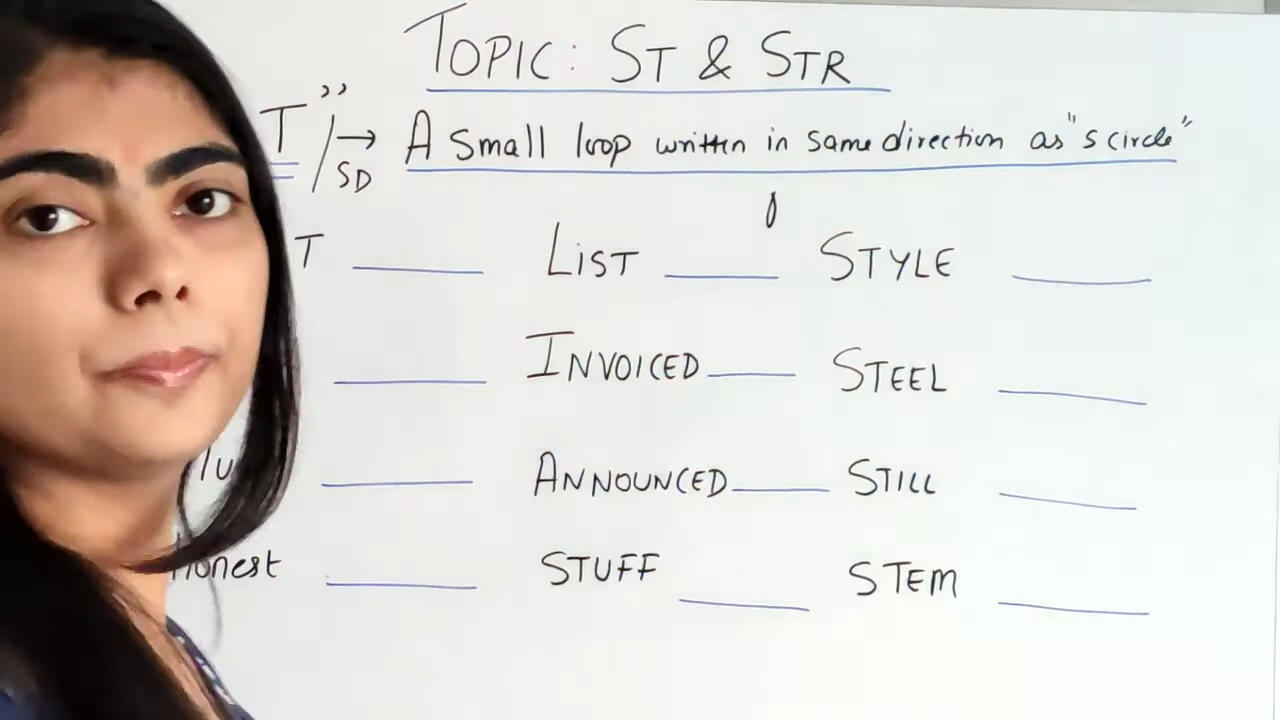 TOPIC: ST & STR
T” / SD → A small loop written in same direction as "s circle"
T LIST STYLE
INVOICED STEEL
ANNOUNCED STILL
honest STUFF STEM